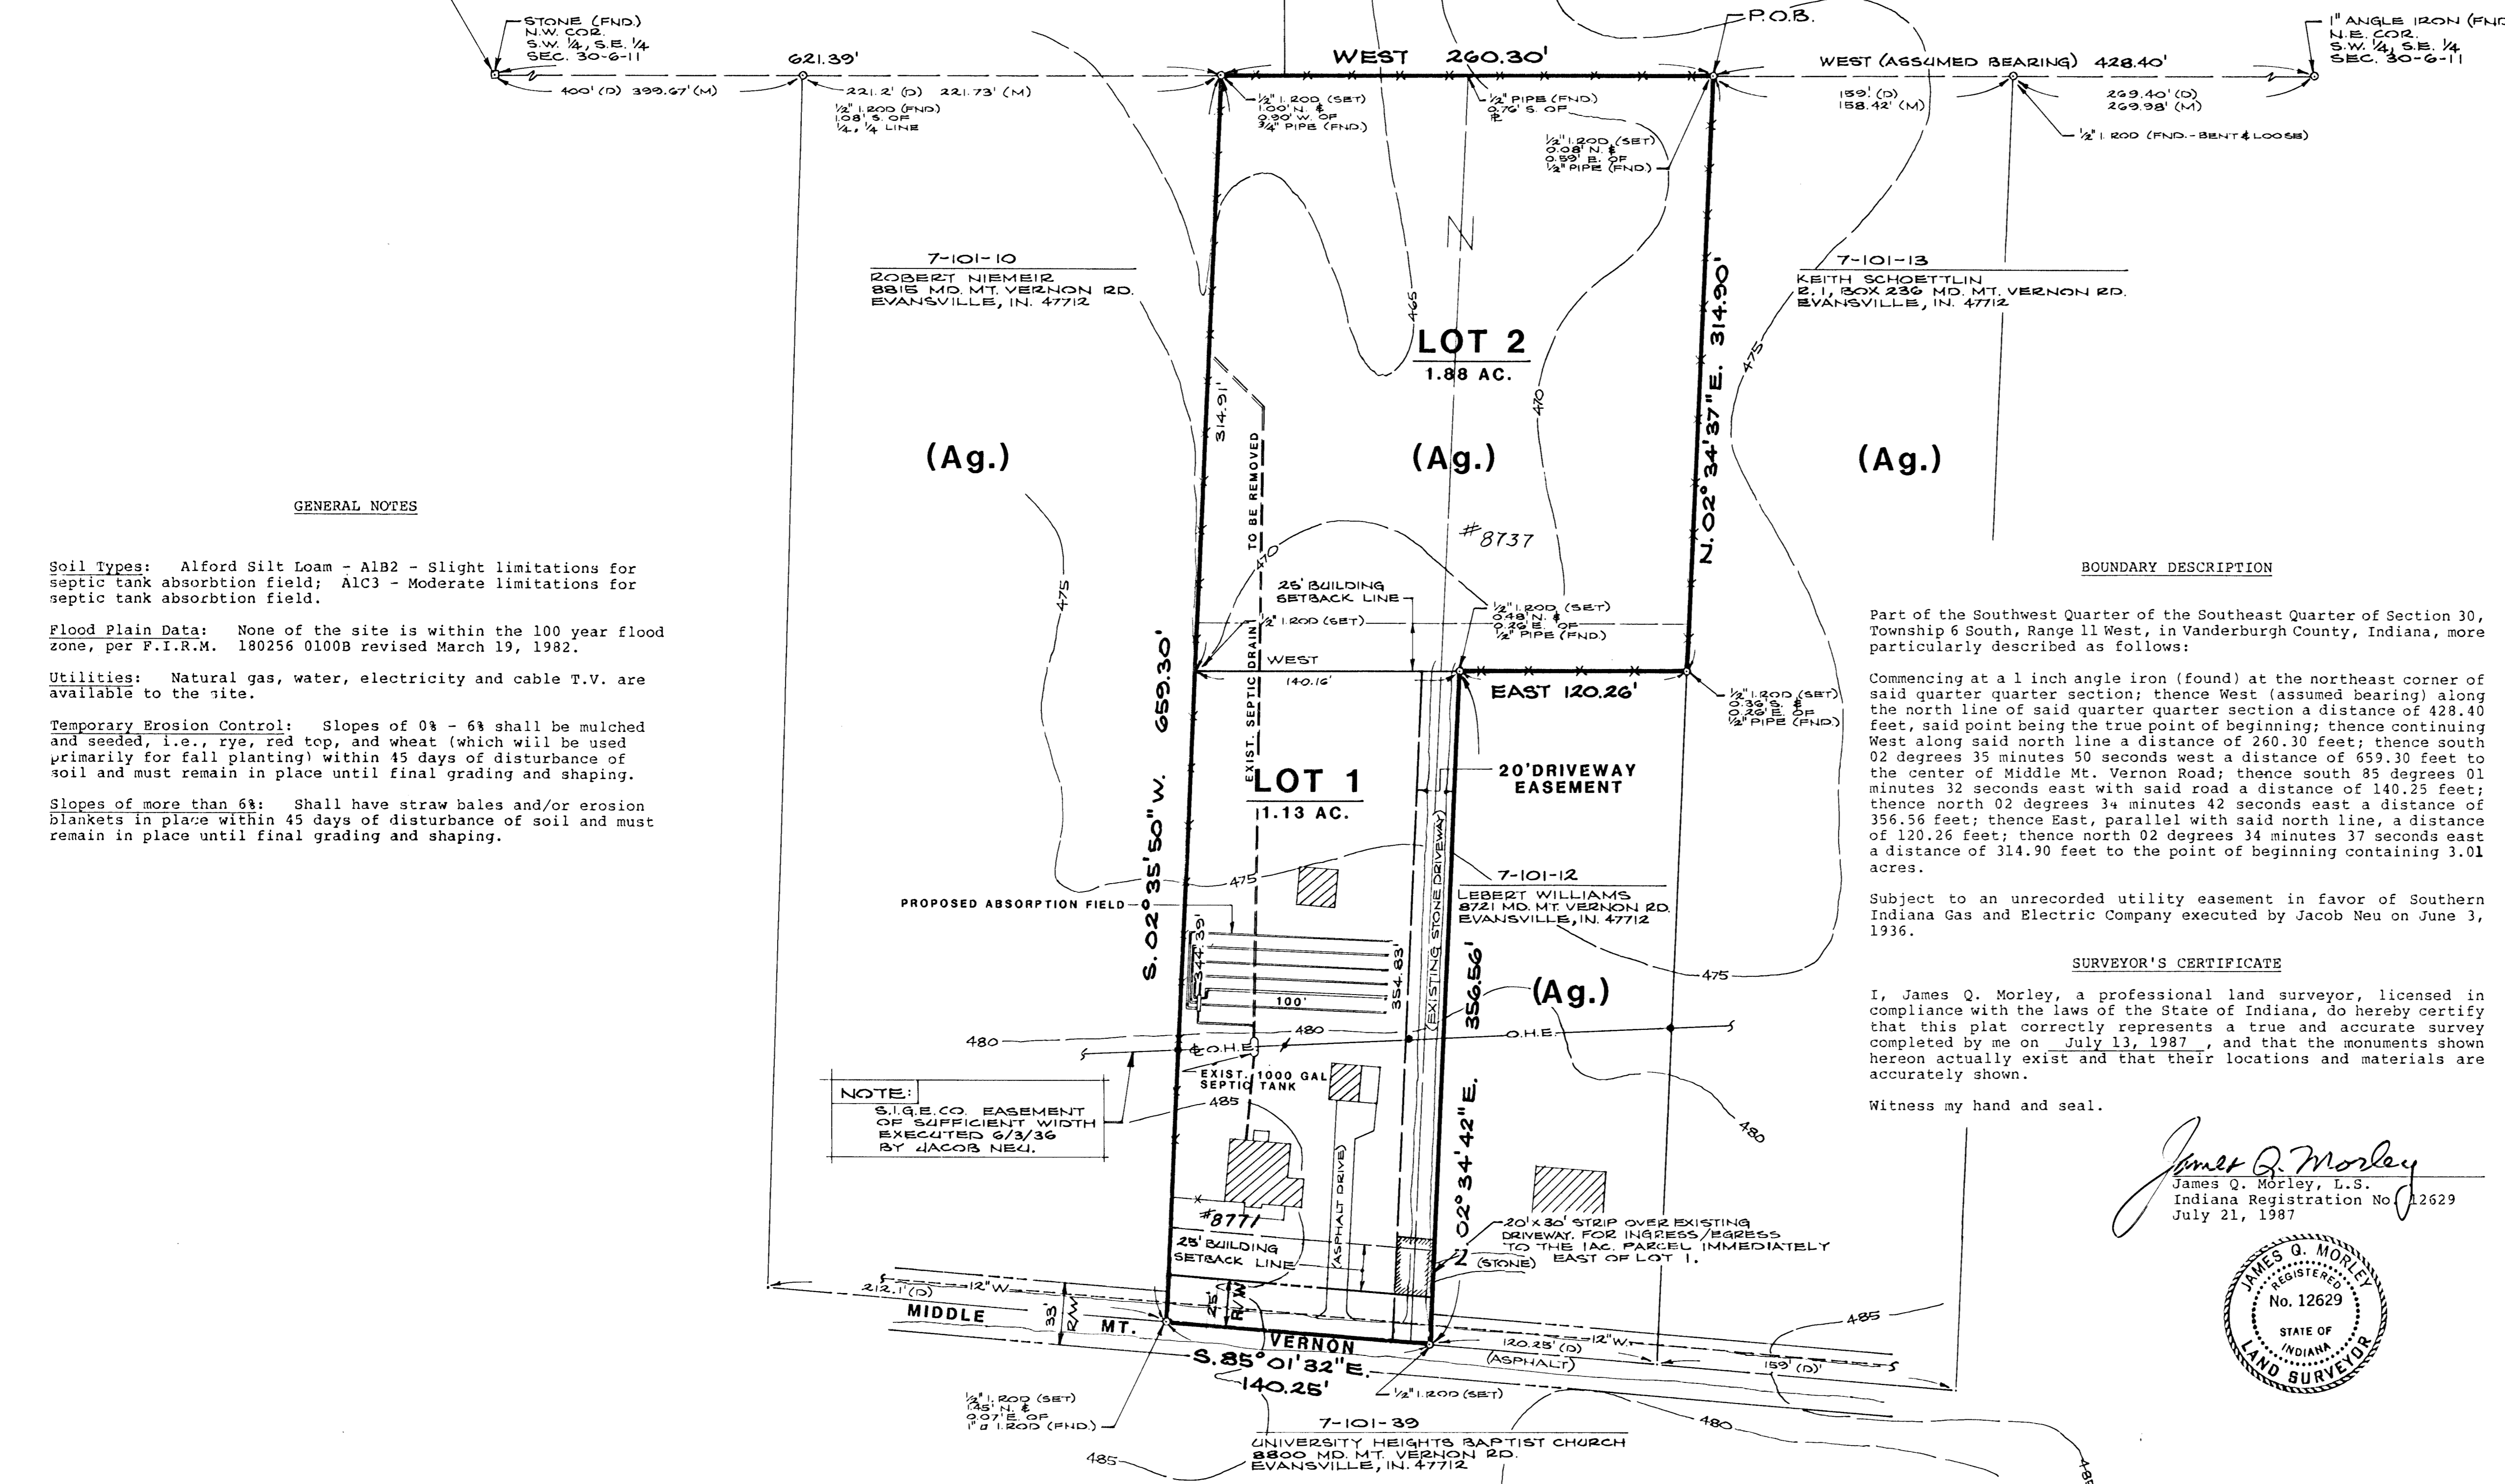 STONE (FND.)
N.W. COR.
S.W. ¼, S.E. ¼
SEC. 30-6-11
621.39'
400' (D) 399.67' (M)
221.2' (D) 221.73' (M)
½" I. ROD (FND)
1.08' S. OF
¼, ¼ LINE
WEST 260.30'
½" I. ROD (SET)
1.00' N. &
0.90' W. OF
¾" PIPE (FND.)
½" PIPE (FND.)
0.76' S. OF
½" I. ROD (SET)
0.08' N. &
0.59' E. OF
½" PIPE (FND.)
P.O.B.
WEST (ASSUMED BEARING) 428.40'
159.' (D)
158.42' (M)
269.40' (D)
269.98' (M)
½" I. ROD (FND.-BENT & LOOSE)
1" ANGLE IRON (FND
N.E. COR.
S.W. ¼, S.E. ¼
SEC. 30-6-11
7-101-10
ROBERT NIEMEIR
8815 MD. MT. VERNON RD.
EVANSVILLE, IN. 47712
N
465
470
475
7-101-13
KEITH SCHOETTLIN
R. 1, BOX 236 MD. MT. VERNON RD.
EVANSVILLE, IN. 47712
LOT 2
1.88 AC.
314.91'
N. 02° 34' 37" E. 314.90'
(Ag.)
(Ag.)
(Ag.)
#8737
470
475
EXIST. SEPTIC DRAIN TO BE REMOVED
25' BUILDING
SETBACK LINE
½" I. ROD (SET)
½" I. ROD (SET)
0.48' N. &
0.26' E. OF
½" PIPE (FND.)
WEST
140.16'
EAST 120.26'
½" I. ROD (SET)
0.36' S. &
0.26' E. OF
½" PIPE (FND)
S. 02° 35' 50" W. 659.30'
LOT 1
1.13 AC.
20' DRIVEWAY
EASEMENT
475
(EXISTING STONE DRIVEWAY)
7-101-12
LEBERT WILLIAMS
8721 MD. MT. VERNON RD.
EVANSVILLE, IN. 47712
PROPOSED ABSORPTION FIELD
344.39'
100'
354.83'
N 02° 34' 42" E. 356.56'
(Ag.)
475
480
480
℄ O.H.E.
O.H.E.
EXIST. 1000 GAL
SEPTIC TANK
485
480
NOTE:
S.I.G.E.CO. EASEMENT
OF SUFFICIENT WIDTH
EXECUTED 6/3/36
BY JACOB NEU.
(ASPHALT DRIVE)
#8771
25' BUILDING
SETBACK LINE
20' x 30' STRIP OVER EXISTING
DRIVEWAY. FOR INGRESS/EGRESS
TO THE 1AC. PARCEL IMMEDIATELY
EAST OF LOT 1.
(STONE)
212.1' (D)
12" W.
33'
R/W
25'
R/W
MIDDLE MT. VERNON
S. 85° 01' 32" E.
140.25'
120.25' (D)
12" W.
(ASPHALT)
159' (D)
485
½" I. ROD (SET)
1.45' N. &
0.07' E. OF
1" I. ROD (FND.)
½" I. ROD (SET)
7-101-39
UNIVERSITY HEIGHTS BAPTIST CHURCH
8800 MD. MT. VERNON RD.
EVANSVILLE, IN. 47712
485
480
485
GENERAL NOTES
Soil Types: Alford Silt Loam - AlB2 - Slight limitations for
septic tank absorbtion field; AlC3 - Moderate limitations for
septic tank absorbtion field.
Flood Plain Data: None of the site is within the 100 year flood
zone, per F.I.R.M. 180256 0100B revised March 19, 1982.
Utilities: Natural gas, water, electricity and cable T.V. are
available to the site.
Temporary Erosion Control: Slopes of 0% - 6% shall be mulched
and seeded, i.e., rye, red top, and wheat (which will be used
primarily for fall planting) within 45 days of disturbance of
soil and must remain in place until final grading and shaping.
Slopes of more than 6%: Shall have straw bales and/or erosion
blankets in place within 45 days of disturbance of soil and must
remain in place until final grading and shaping.
BOUNDARY DESCRIPTION
Part of the Southwest Quarter of the Southeast Quarter of Section 30,
Township 6 South, Range 11 West, in Vanderburgh County, Indiana, more
particularly described as follows:
Commencing at a 1 inch angle iron (found) at the northeast corner of
said quarter quarter section; thence West (assumed bearing) along
the north line of said quarter quarter section a distance of 428.40
feet, said point being the true point of beginning; thence continuing
West along said north line a distance of 260.30 feet; thence south
02 degrees 35 minutes 50 seconds west a distance of 659.30 feet to
the center of Middle Mt. Vernon Road; thence south 85 degrees 01
minutes 32 seconds east with said road a distance of 140.25 feet;
thence north 02 degrees 34 minutes 42 seconds east a distance of
356.56 feet; thence East, parallel with said north line, a distance
of 120.26 feet; thence north 02 degrees 34 minutes 37 seconds east
a distance of 314.90 feet to the point of beginning containing 3.01
acres.
Subject to an unrecorded utility easement in favor of Southern
Indiana Gas and Electric Company executed by Jacob Neu on June 3,
1936.
SURVEYOR'S CERTIFICATE
I, James Q. Morley, a professional land surveyor, licensed in
compliance with the laws of the State of Indiana, do hereby certify
that this plat correctly represents a true and accurate survey
completed by me on July 13, 1987 , and that the monuments shown
hereon actually exist and that their locations and materials are
accurately shown.
Witness my hand and seal.
James Q. Morley
James Q. Morley, L.S.
Indiana Registration No. 12629
July 21, 1987
JAMES Q. MORLEY
REGISTERED
No. 12629
STATE OF
INDIANA
LAND SURVEYOR